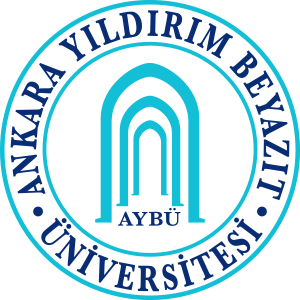 ANKARA YILDIRIM BEYAZIT
• ÜNİVERSİTESİ •
AYBÜ